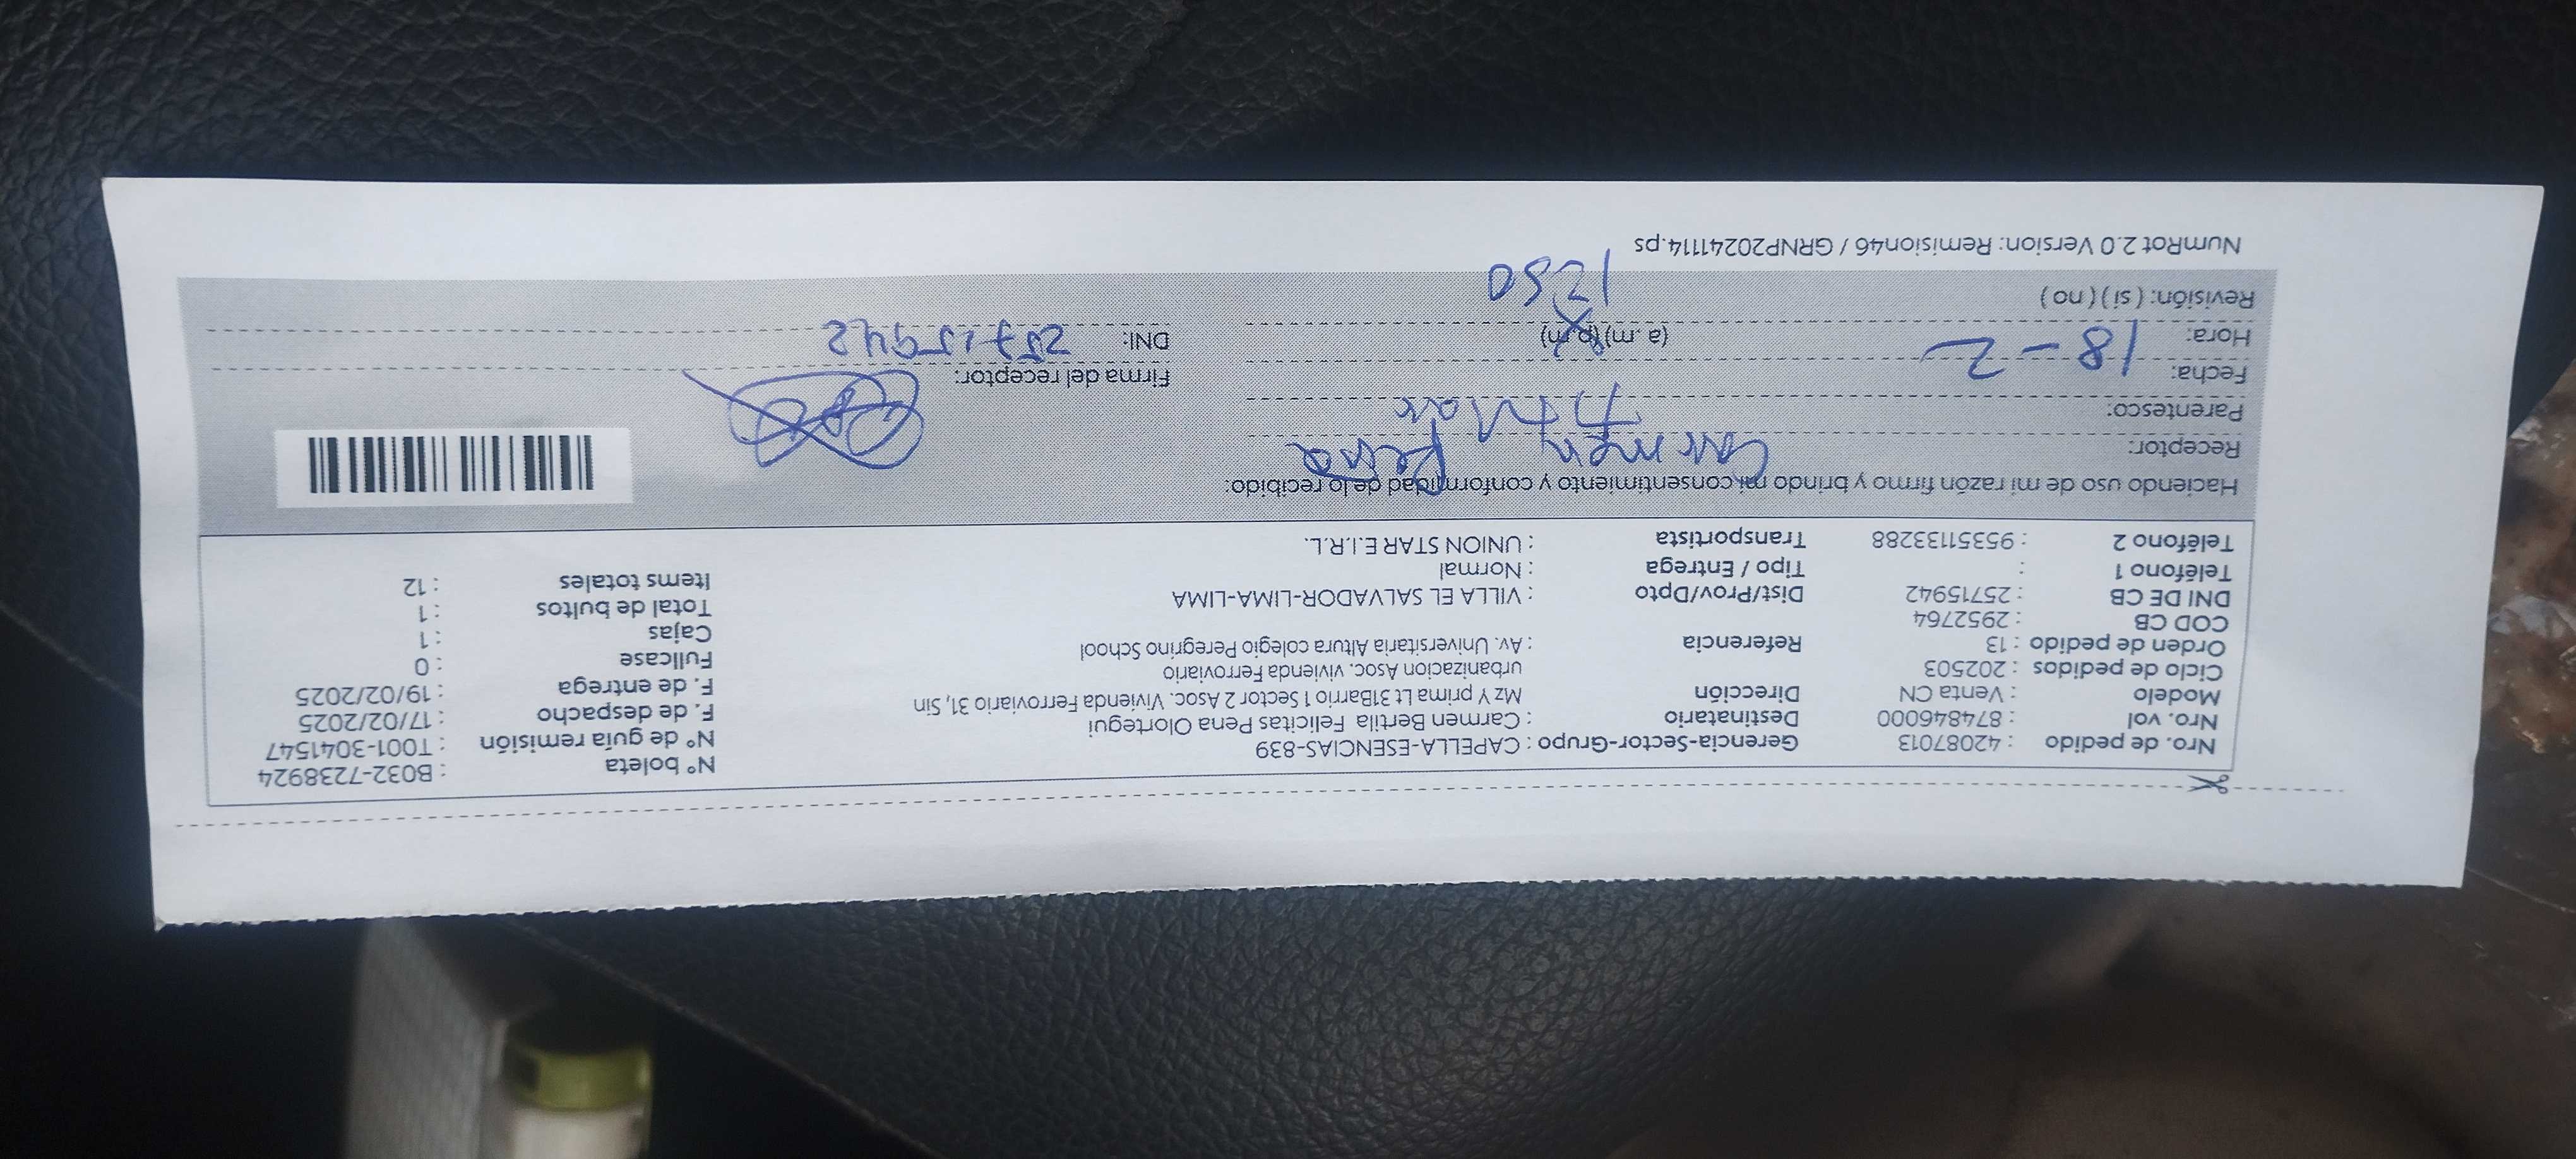 Nro. de pedido : 42087013 Gerencia-Sector-Grupo : CAPELLA-ESENCIAS-839 N° boleta : B032-7238924
Nro. vol : 874846000 Destinatario : Carmen Bertila Felicitas Pena Olortegui N° de guía remisión : T001-3041547
Modelo : Venta CN Dirección Mz Y prima Lt 31Barrio 1 Sector 2 Asoc. Vivienda Ferroviario 31, Sin F. de despacho : 17/02/2025
Ciclo de pedidos : 202503 urbanizacion Asoc. vivienda Ferroviario F. de entrega : 19/02/2025
Orden de pedido : 13 Referencia : Av. Universitaria Altura colegio Peregrino School Fullcase : 0
COD CB : 2952764 Cajas : 1
DNI DE CB : 25715942 Dist/Prov/Dpto : VILLA EL SALVADOR-LIMA-LIMA Total de bultos : 1
Teléfono 1 : Tipo / Entrega : Normal Items totales : 12
Teléfono 2 : 95351133288 Transportista : UNION STAR E.I.R.L.
Haciendo uso de mi razón firmo y brindo mi consentimiento y conformidad de lo recibido:
Receptor: Carmen Peña
Parentesco: Titular
Fecha: 18-2 Firma del receptor:
Hora: (a.m) (p.m) DNI: 25715942
Revisión: ( si ) ( no ) 1250
NumRot 2.0 Version: Remision46 / GRNP20241114.ps